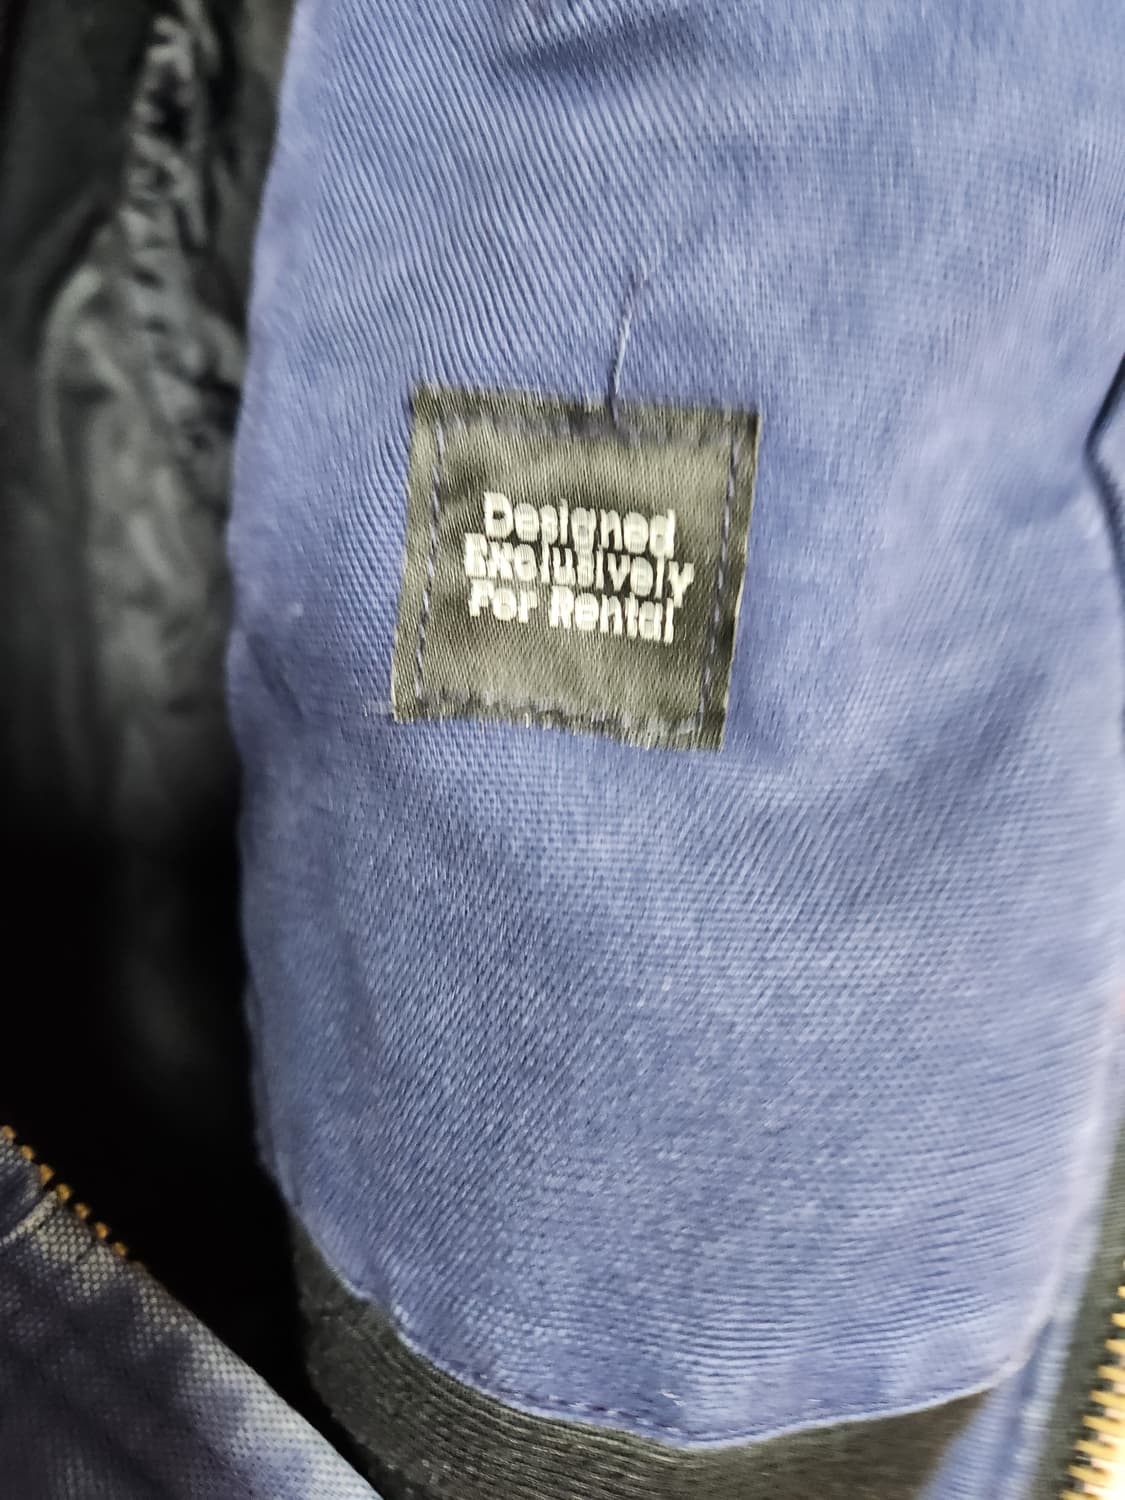 Designed
Exclusively
For Rental